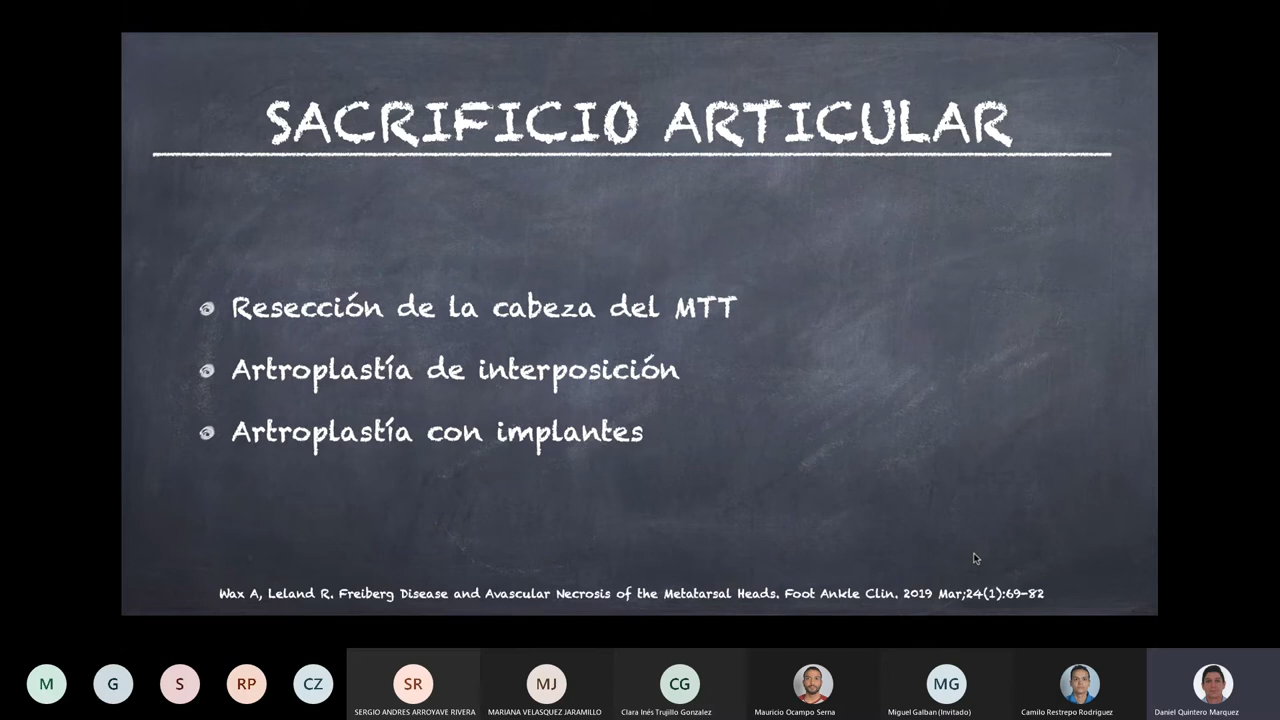 SACRIFICIO ARTICULAR
Resección de la cabeza del MTT
Artroplastía de interposición
Artroplastía con implantes
Wax A, Leland R. Freiberg Disease and Avascular Necrosis of the Metatarsal Heads. Foot Ankle Clin. 2019 Mar;24(1):69-82
M G S RP CZ SR MJ CG MG
SERGIO ANDRES ARROYAVE RIVERA MARIANA VELASQUEZ JARAMILLO Clara Inés Trujillo Gonzalez Mauricio Ocampo Serna Miguel Galban (Invitado) Camilo Restrepo Rodriguez Daniel Quintero Marquez